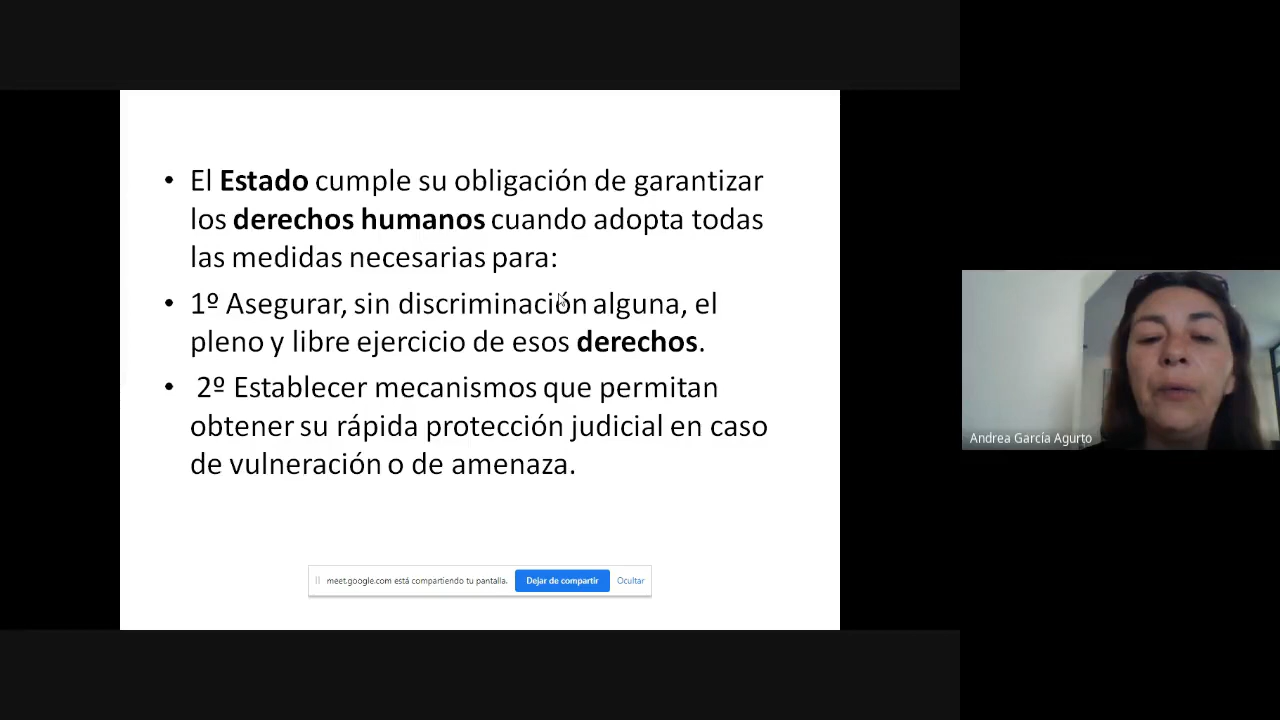 • El Estado cumple su obligación de garantizar
los derechos humanos cuando adopta todas
las medidas necesarias para:
• 1º Asegurar, sin discriminación alguna, el
pleno y libre ejercicio de esos derechos.
• 2º Establecer mecanismos que permitan
obtener su rápida protección judicial en caso
de vulneración o de amenaza.
meet.google.com está compartiendo tu pantalla. Dejar de compartir Ocultar
Andrea García Agurto